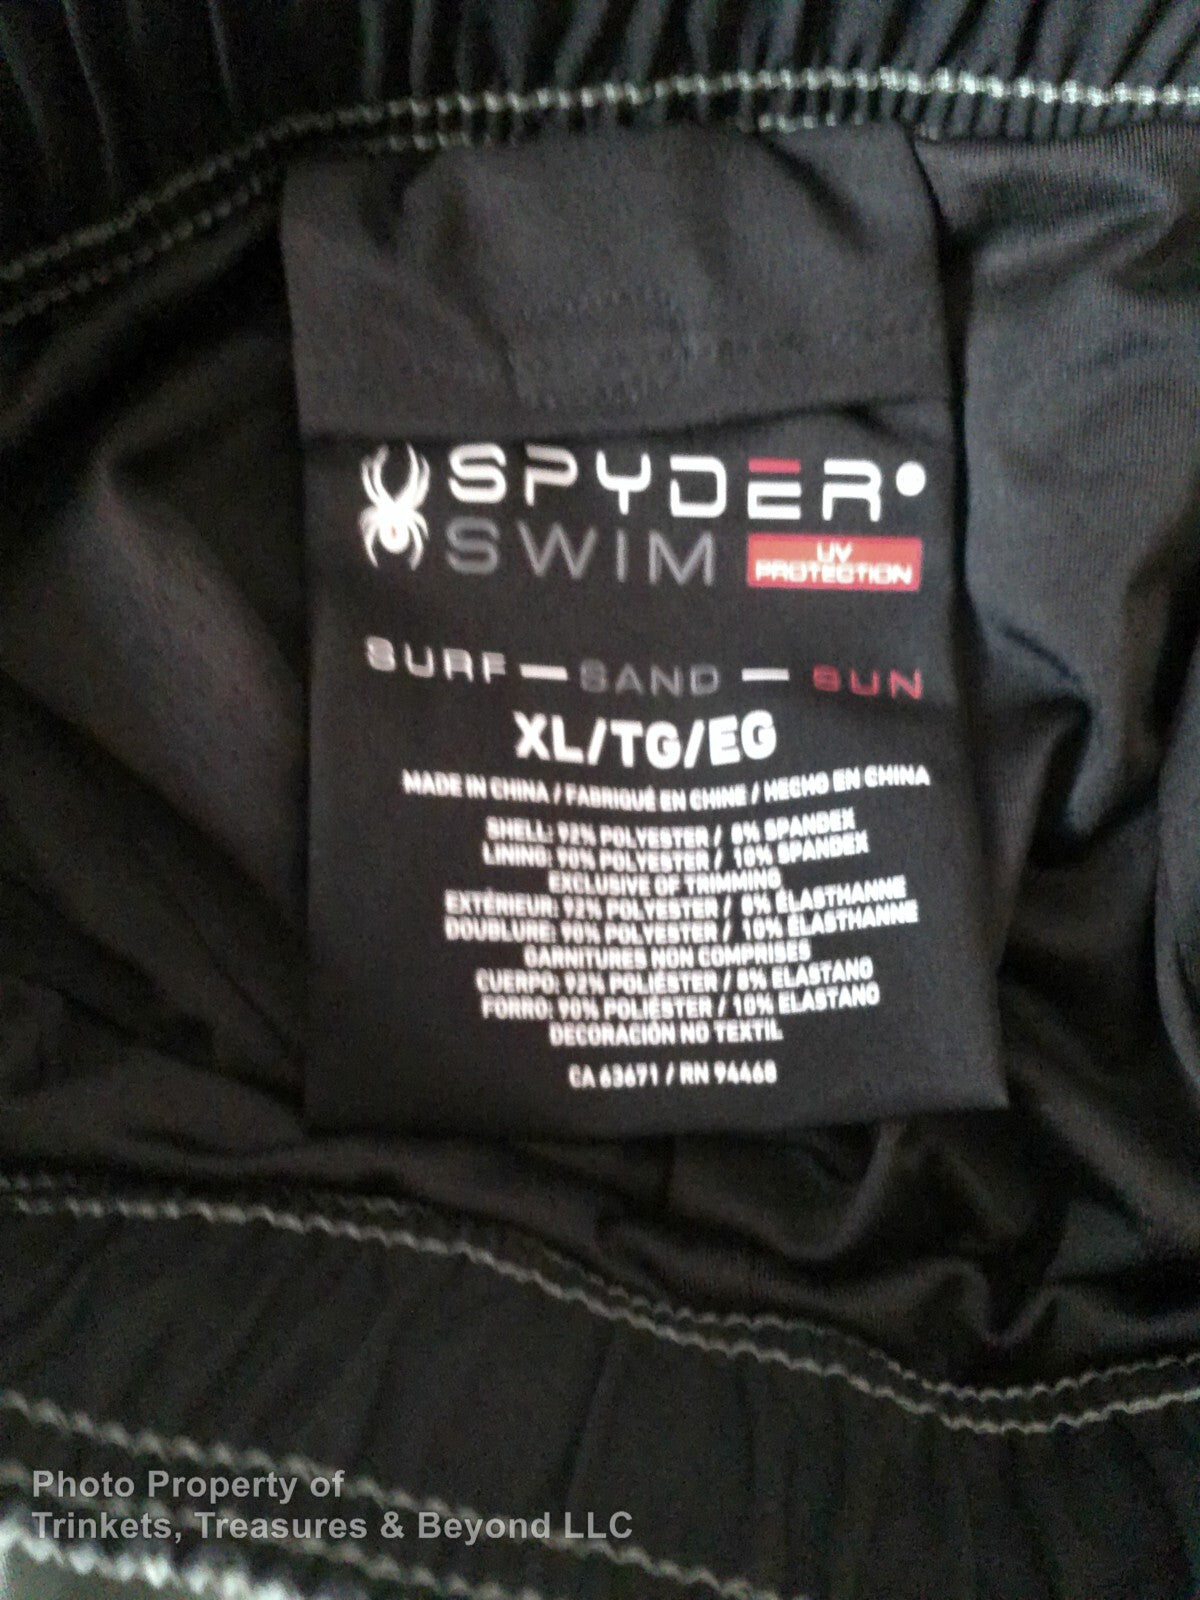 SPYDER
SWIM UV PROTECTION
SURF — SAND — SUN
XL/TG/EG
MADE IN CHINA / FABRIQUÉ EN CHINE / HECHO EN CHINA
SHELL: 92% POLYESTER / 8% SPANDEX
LINING: 90% POLYESTER / 10% SPANDEX
EXCLUSIVE OF TRIMMING
EXTÉRIEUR: 92% POLYESTER / 8% ÉLASTHANNE
DOUBLURE: 90% POLYESTER / 10% ÉLASTHANNE
GARNITURES NON COMPRISES
CUERPO: 92% POLIÉSTER / 8% ELASTANO
FORRO: 90% POLIÉSTER / 10% ELASTANO
DECORACIÓN NO TEXTIL
CA 63671 / RN 94468
Photo Property of
Trinkets, Treasures & Beyond LLC